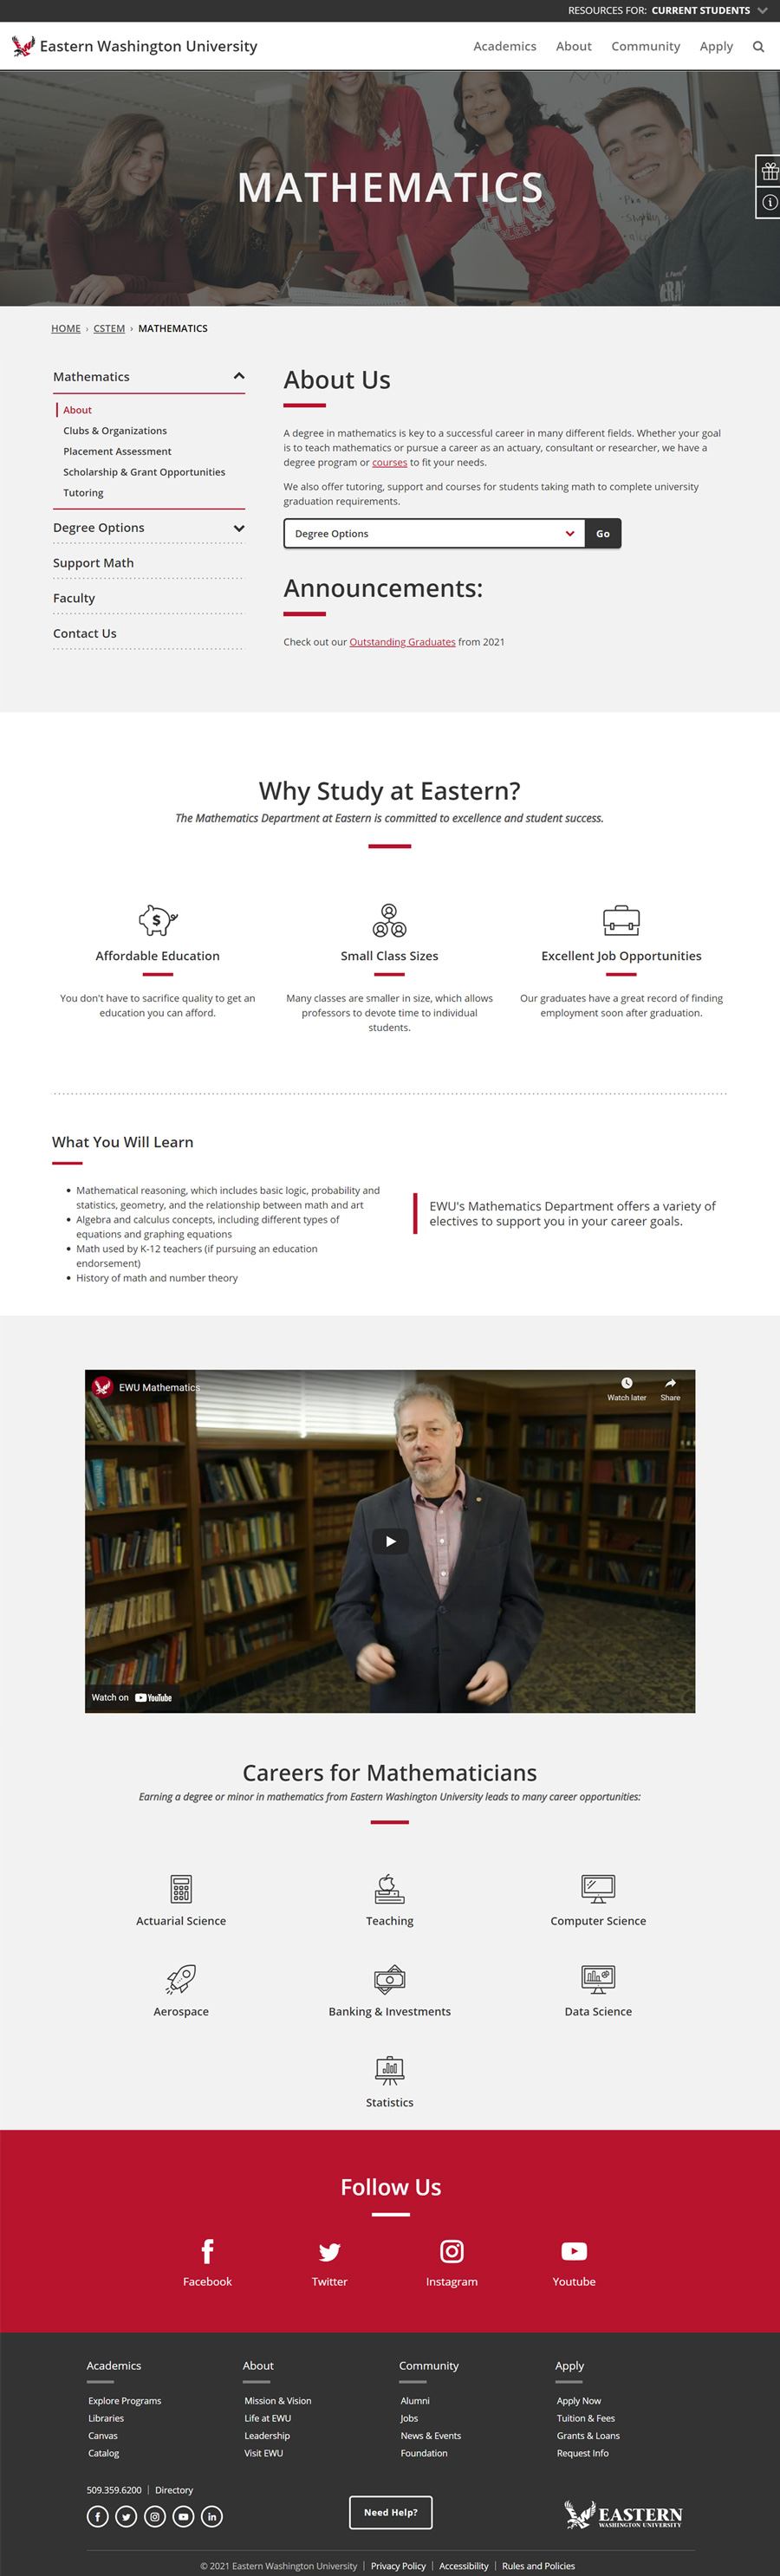 RESOURCES FOR: CURRENT STUDENTS
Eastern Washington University
Academics About Community Apply
MATHEMATICS
HOME › CSTEM › MATHEMATICS
Mathematics
About
Clubs & Organizations
Placement Assessment
Scholarship & Grant Opportunities
Tutoring
Degree Options
Support Math
Faculty
Contact Us
About Us
A degree in mathematics is key to a successful career in many different fields. Whether your goal
is to teach mathematics or pursue a career as an actuary, consultant or researcher, we have a
degree program or courses to fit your needs.
We also offer tutoring, support and courses for students taking math to complete university
graduation requirements.
Degree Options Go
Announcements:
Check out our Outstanding Graduates from 2021
Why Study at Eastern?
The Mathematics Department at Eastern is committed to excellence and student success.
Affordable Education
You don't have to sacrifice quality to get an
education you can afford.
Small Class Sizes
Many classes are smaller in size, which allows
professors to devote time to individual
students.
Excellent Job Opportunities
Our graduates have a great record of finding
employment soon after graduation.
What You Will Learn
• Mathematical reasoning, which includes basic logic, probability and
statistics, geometry, and the relationship between math and art
• Algebra and calculus concepts, including different types of
equations and graphing equations
• Math used by K-12 teachers (if pursuing an education
endorsement)
• History of math and number theory
EWU's Mathematics Department offers a variety of
electives to support you in your career goals.
EWU Mathematics
Watch later Share
Watch on YouTube
Careers for Mathematicians
Earning a degree or minor in mathematics from Eastern Washington University leads to many career opportunities:
Actuarial Science
Teaching
Computer Science
Aerospace
Banking & Investments
Data Science
Statistics
Follow Us
Facebook
Twitter
Instagram
Youtube
Academics
Explore Programs
Libraries
Canvas
Catalog
About
Mission & Vision
Life at EWU
Leadership
Visit EWU
Community
Alumni
Jobs
News & Events
Foundation
Apply
Apply Now
Tuition & Fees
Grants & Loans
Request Info
509.359.6200 | Directory
Need Help?
EASTERN
WASHINGTON UNIVERSITY
© 2021 Eastern Washington University | Privacy Policy | Accessibility | Rules and Policies